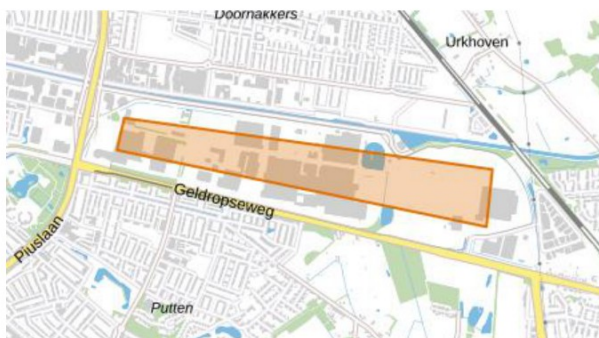 Doornakkers
Urkhoven
Geldropseweg
Piuslaan
Putten